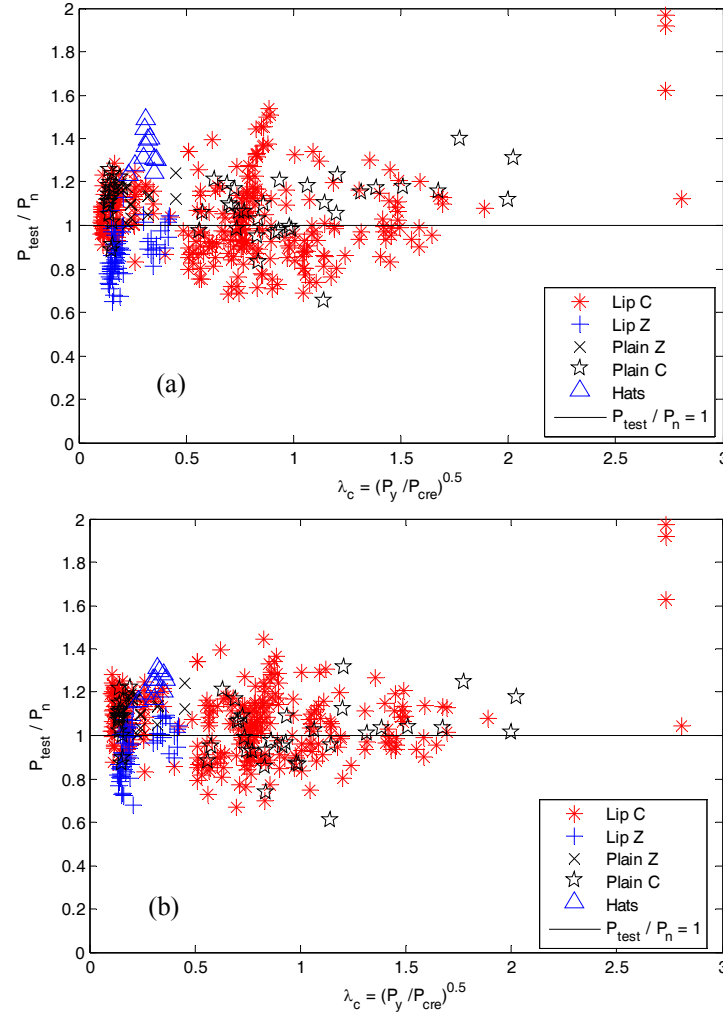 2
1.8
1.6
1.4
1.2
1
0.8
0.6
0.4
0.2
0
P_test / P_n
(a)
Lip C
Lip Z
Plain Z
Plain C
Hats
P_test / P_n = 1
0 0.5 1 1.5 2 2.5 3
λ_c = (P_y /P_cre)^0.5
2
1.8
1.6
1.4
1.2
1
0.8
0.6
0.4
0.2
0
P_test / P_n
(b)
Lip C
Lip Z
Plain Z
Plain C
Hats
P_test / P_n = 1
0 0.5 1 1.5 2 2.5 3
λ_c = (P_y /P_cre)^0.5